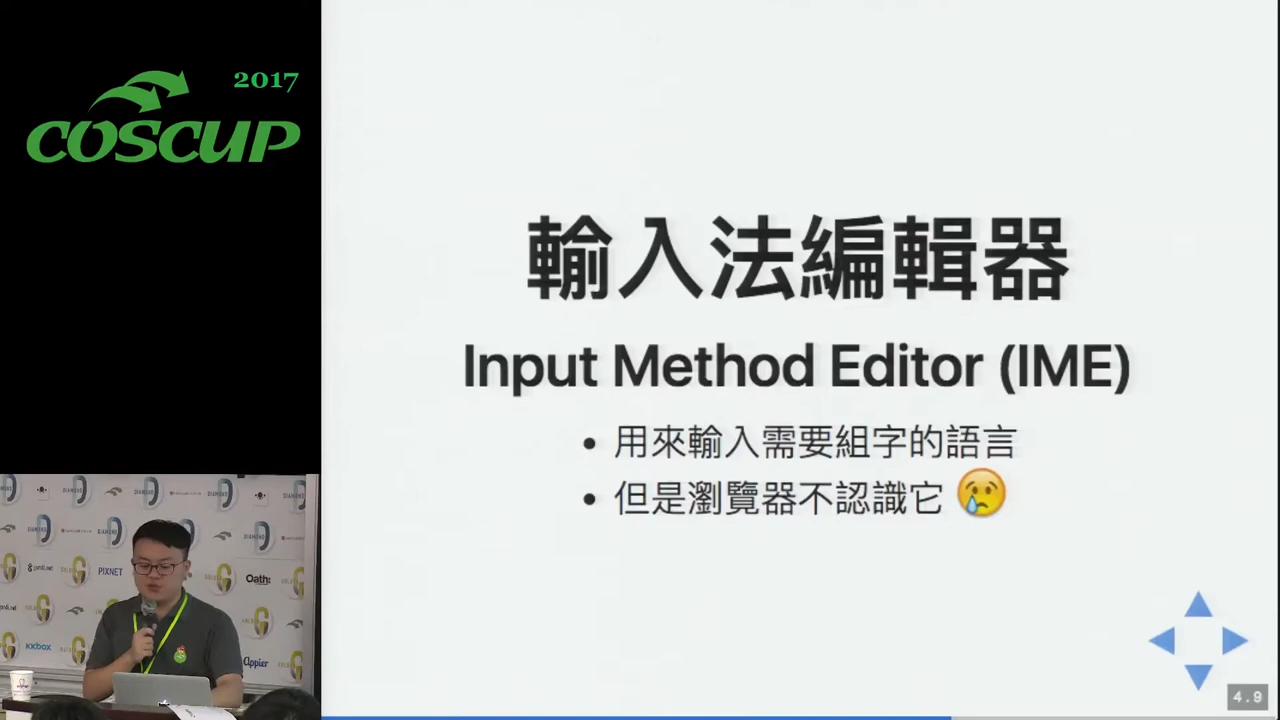 2017
COSCUP
輸入法編輯器
Input Method Editor (IME)
用來輸入需要組字的語言
但是瀏覽器不認識它
4.9
DIAMOND
DIAMOND
PIXNET
Oath:
KKBOX
Appier